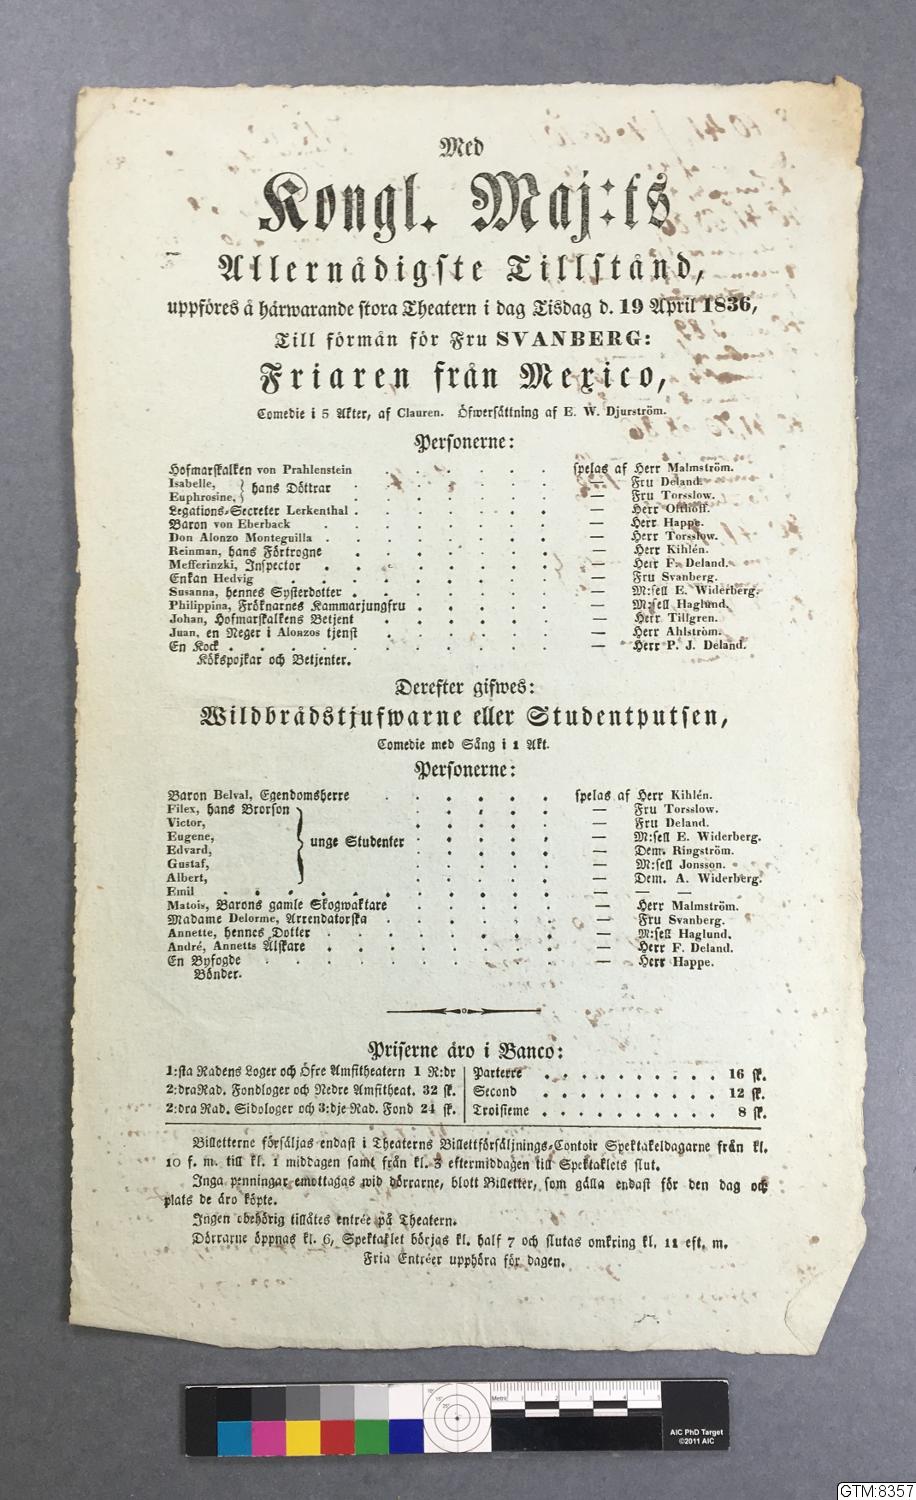 Med
Kongl. Maj:ts
Allernådigste Tillstånd,
uppföres å härwarande stora Theatern i dag Tisdag d. 19 April 1836,
Till förmån för Fru SVANBERG:
Friaren från Mexico,
Comedie i 5 Akter, af Clauren. Öfwersättning af E. W. Djurström.
Personerne:
Hofmarskalken von Prahlenstein . . . . . . spelas af Herr Malmström.
Isabelle, } hans Döttrar . . . . . . . — Fru Deland.
Euphrosine, } — Fru Torsslow.
Legations-Secreter Lerkenthal . . . . . . . — Herr Olthoff.
Baron von Eberback . . . . . . . . — Herr Happe.
Don Alonzo Monteguilla . . . . . . . . — Herr Torsslow.
Reinman, hans Förtrogne . . . . . . . — Herr Kihlén.
Mefferinzki, Inspector . . . . . . . . — Herr F. Deland.
Enkan Hedvig . . . . . . . . . — Fru Svanberg.
Susanna, hennes Systerdotter . . . . . . . — M:sell E. Widerberg.
Philippina, Fröknarnes Kammarjungfru . . . . . — M:sell Haglund.
Johan, Hofmarskalkens Betjent . . . . . . — Herr Tillgren.
Juan, en Neger i Alonzos tjenst . . . . . . — Herr Ahlström.
En Kock . . . . . . . . . . . — Herr P. J. Deland.
Kökspojkar och Betjenter.
Derefter gifwes:
Wildbrådstjufwarne eller Studentputsen,
Comedie med Sång i 1 Akt.
Personerne:
Baron Belval, Egendomsherre . . . . . . spelas af Herr Kihlén.
Filex, hans Brorson . . . . . — Fru Torsslow.
Victor, . . . . . — Fru Deland.
Eugene, } unge Studenter . . . . . — M:sell E. Widerberg.
Edvard, . . . . . — Dem. Ringström.
Gustaf, . . . . . — M:sell Jonsson.
Albert, . . . . . — Dem. A. Widerberg.
Emil . . . . . . . . . . . — — —
Matois, Barons gamle Skogwaktare . . . . . — Herr Malmström.
Madame Delorme, Arrendatorska . . . . . . — Fru Svanberg.
Annette, hennes Dotter . . . . . . . . — M:sell Haglund.
André, Annetts Älskare . . . . . . . . — Herr F. Deland.
En Byfogde . . . . . . . . . . — Herr Happe.
Bönder.
Priserne äro i Banco:
1:sta Radens Loger och Öfre Amfitheatern 1 R:dr
2:dra Rad. Fondloger och Nedre Amfitheat. 32 sk.
2:dra Rad. Sidologer och 3:dje Rad. Fond 24 sk.
Parterre . . . . . . . . . . 16 sk.
Second . . . . . . . . . . 12 sk.
Troisieme . . . . . . . . . . 8 sk.
Billetterne försäljas endast i Theaterns Billettförsäljnings-Contoir Spektakeldagarne från kl.
10 f. m. till kl. 1 middagen samt från kl. 3 eftermiddagen till Spektaklets slut.
Inga penningar emottagas wid dörrarne, blott Billetter, som gälla endast för den dag och
plats de äro köpte.
Ingen obehörig tillåtes entrée på Theatern.
Dörrarne öppnas kl. 6, Spektaklet börjas kl. half 7 och slutas omkring kl. 11 eft. m.
Fria Entréer upphöra för dagen.
Metric 1 2 3 4 5
AIC PhD Target
©2011 AIC
GTM:8357